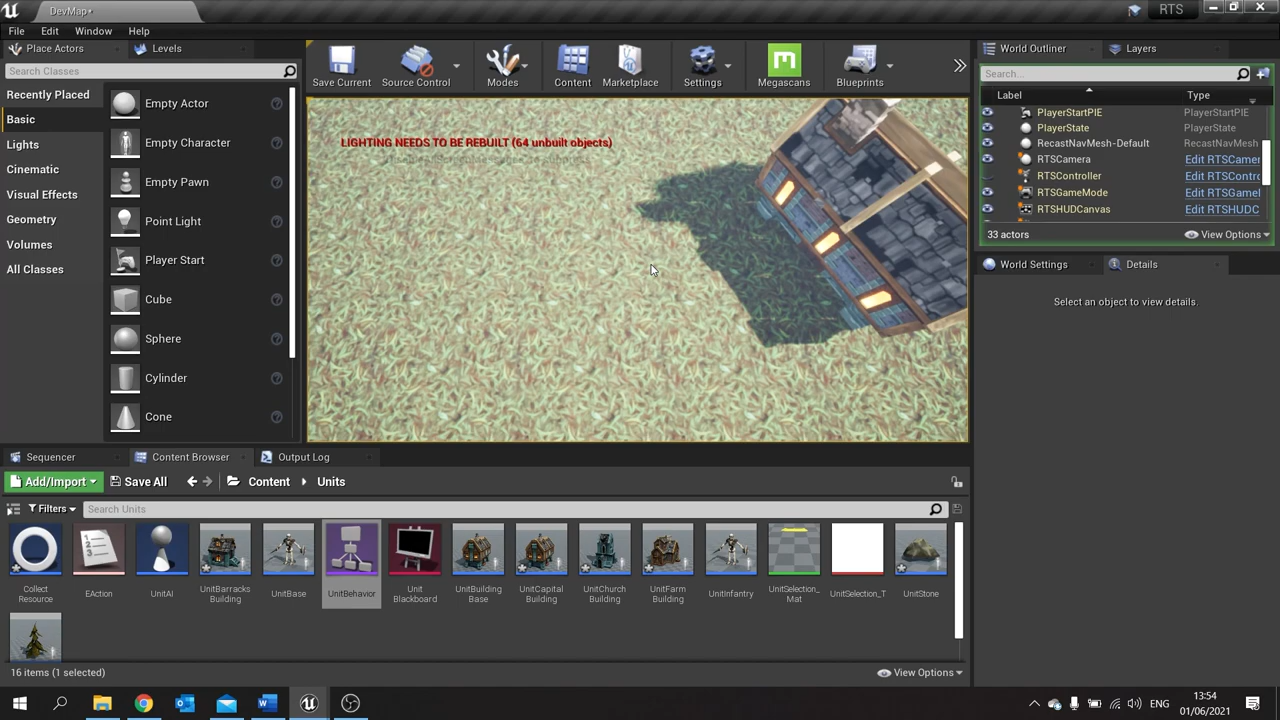 DevMap*
RTS
File
Edit
Window
Help
Place Actors
Levels
Search Classes
Recently Placed
Basic
Lights
Cinematic
Visual Effects
Geometry
Volumes
All Classes
Empty Actor
Empty Character
Empty Pawn
Point Light
Player Start
Cube
Sphere
Cylinder
Cone
Save Current
Source Control
Modes
Content
Marketplace
Settings
Megascans
Blueprints
LIGHTING NEEDS TO BE REBUILT (64 unbuilt objects)
World Outliner
Layers
Search...
Label
Type
PlayerStartPIE PlayerStartPIE
PlayerState PlayerState
RecastNavMesh-Default RecastNavMesh
RTSCamera Edit RTSCamer
RTSController Edit RTSContr
RTSGameMode Edit RTSGameI
RTSHUDCanvas Edit RTSHUDC
33 actors
View Options
World Settings
Details
Select an object to view details.
Sequencer
Content Browser
Output Log
Add/Import
Save All
Content
Units
Filters
Search Units
Collect
Resource
EAction
UnitAI
UnitBarracks
Building
UnitBase
UnitBehavior
Unit
Blackboard
UnitBuilding
Base
UnitCapital
Building
UnitChurch
Building
UnitFarm
Building
UnitInfantry
UnitSelection_
Mat
UnitSelection_T
UnitStone
16 items (1 selected)
View Options
ENG
13:54
01/06/2021